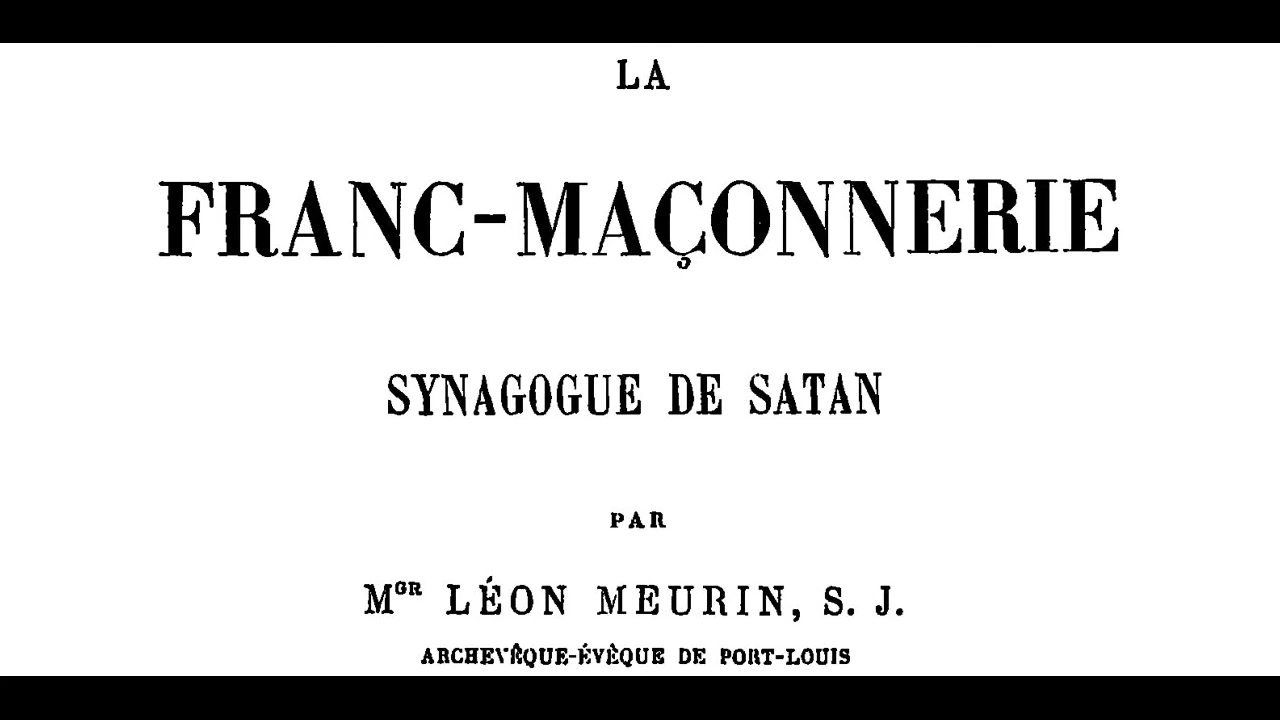 LA
FRANC-MAÇONNERIE
SYNAGOGUE DE SATAN
PAR
MGR LÉON MEURIN, S. J.
ARCHEVÊQUE-ÉVÊQUE DE PORT-LOUIS